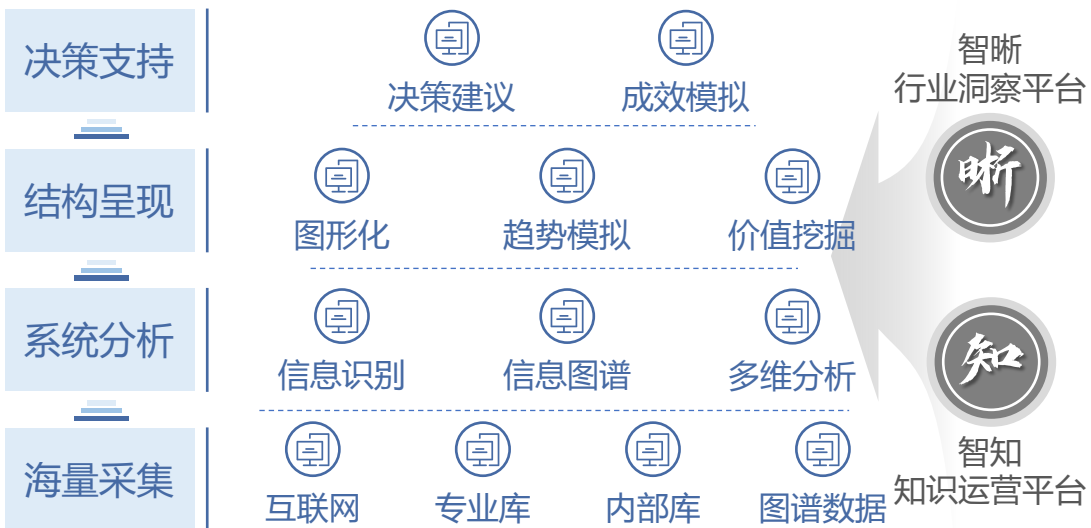 决策支持
决策建议
成效模拟
结构呈现
图形化
趋势模拟
价值挖掘
系统分析
信息识别
信息图谱
多维分析
海量采集
互联网
专业库
内部库
图谱数据
智晰
行业洞察平台
晰
知
智知
知识运营平台